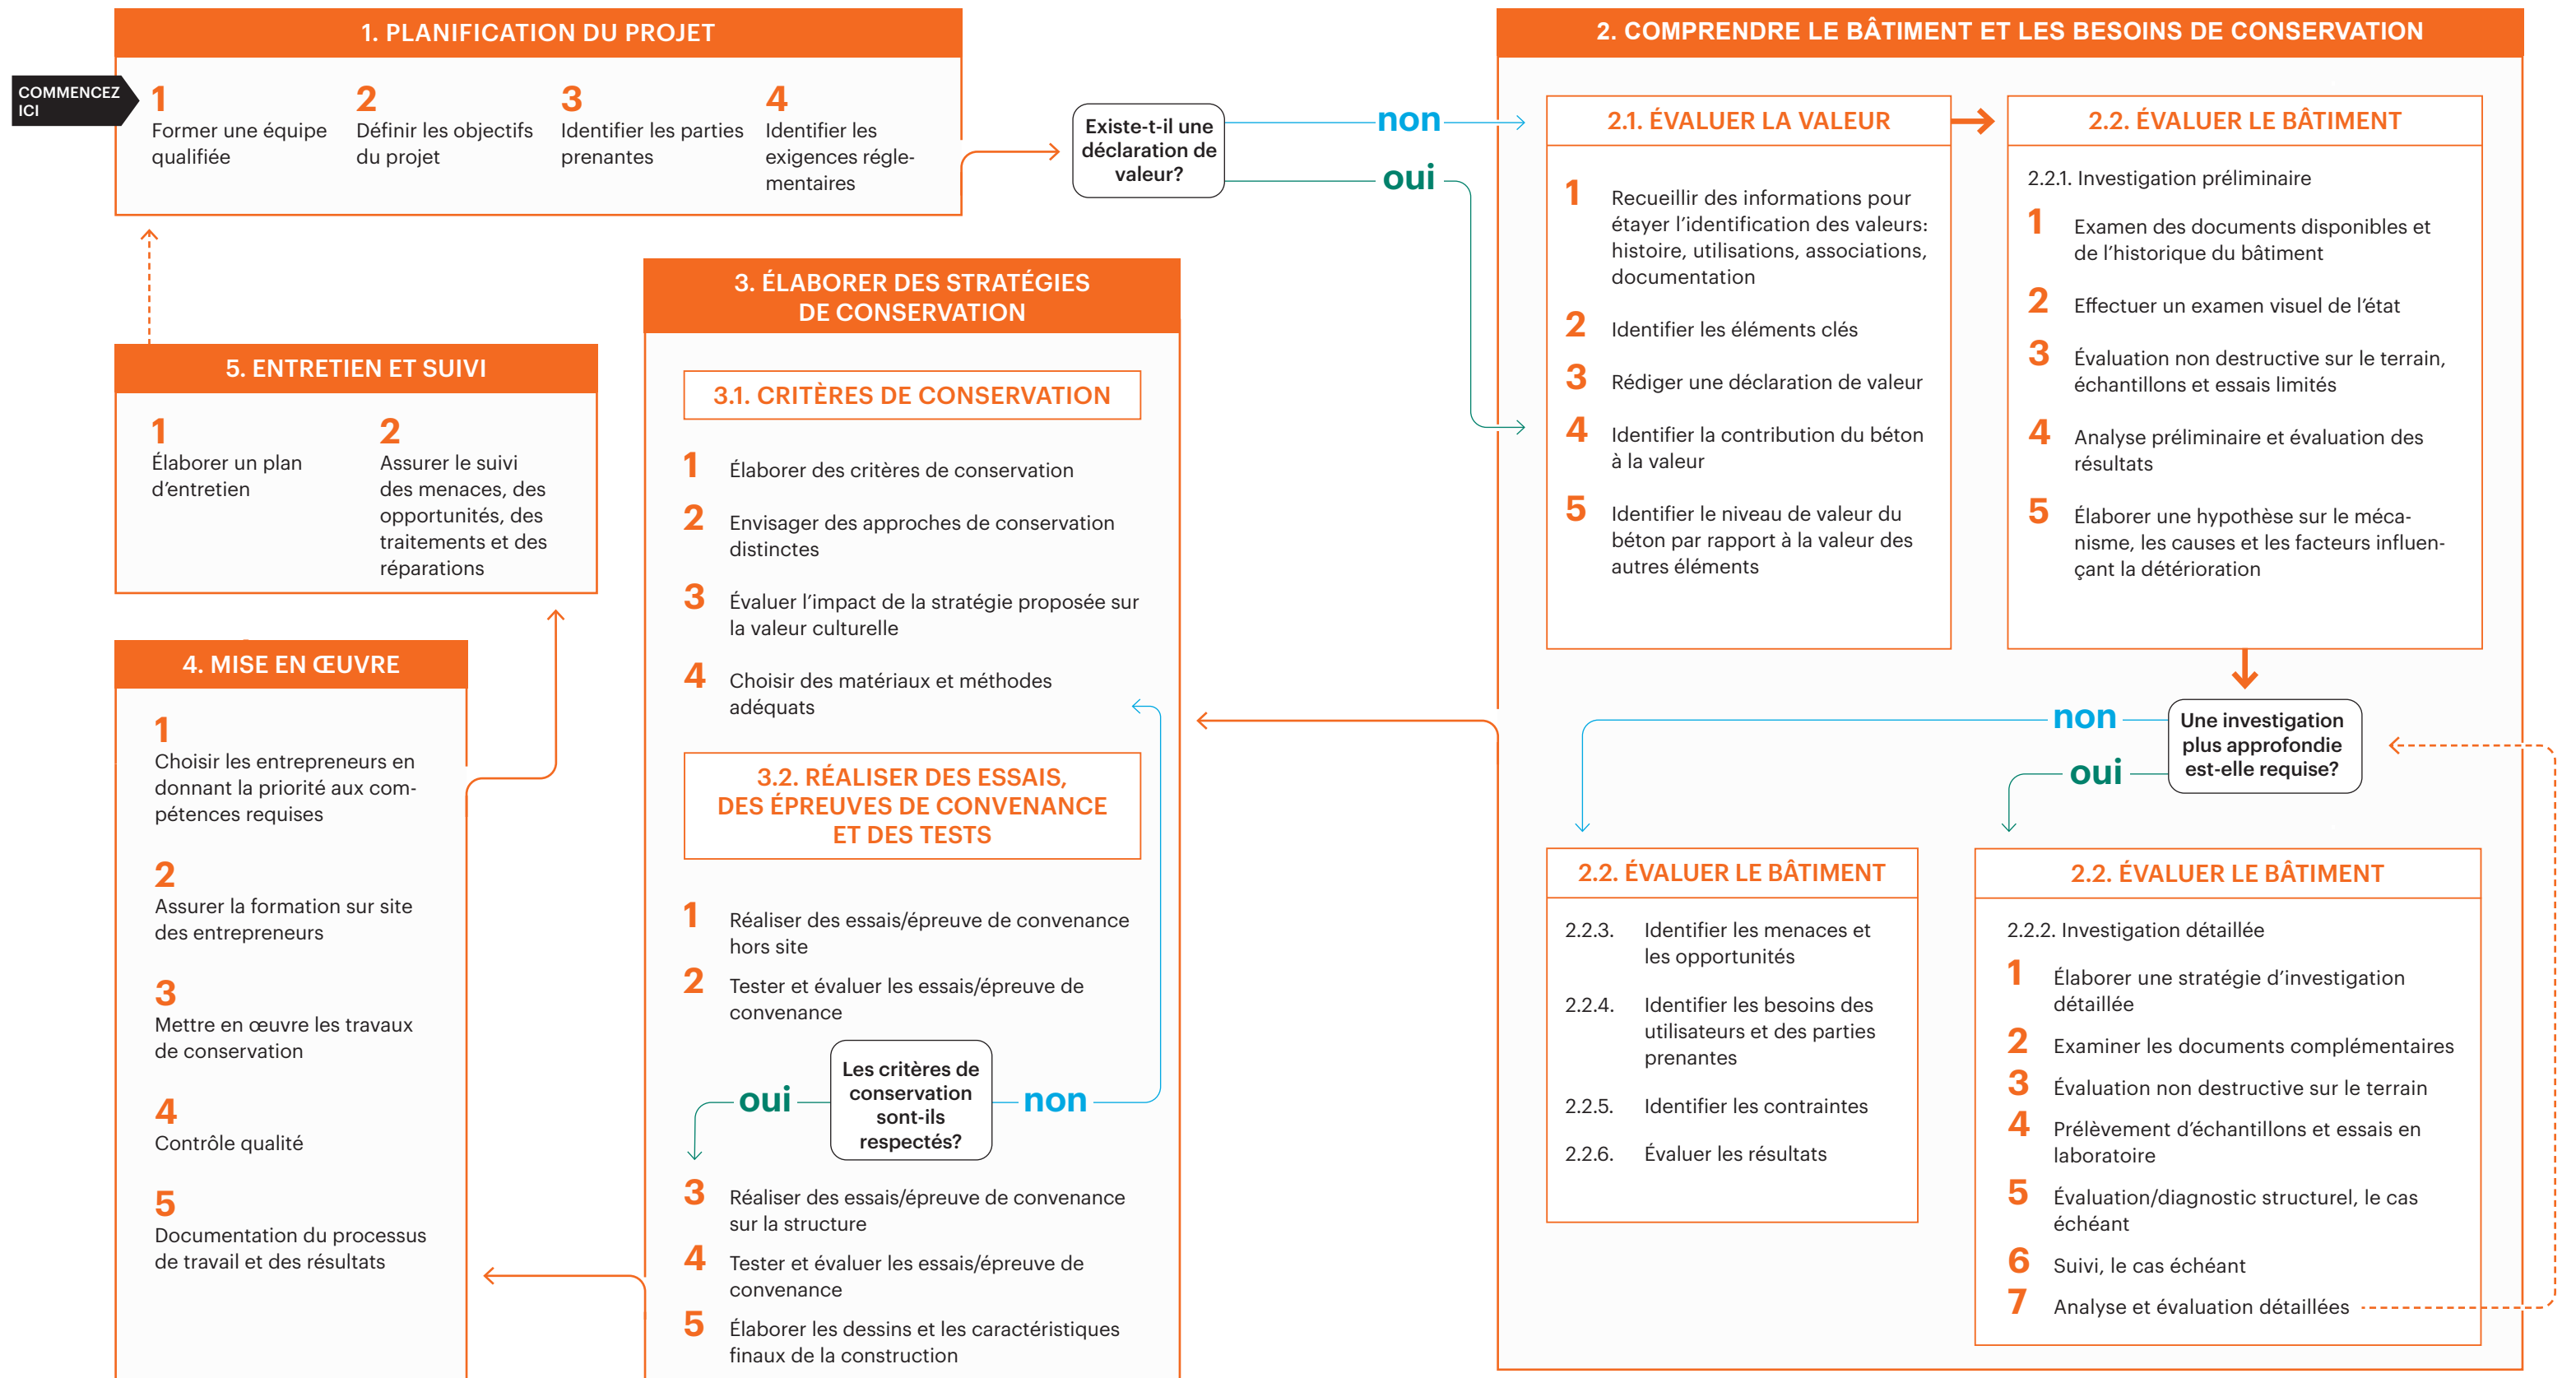 1. PLANIFICATION DU PROJET
COMMENCEZ
ICI
1
Former une équipe
qualifiée
2
Définir les objectifs
du projet
3
Identifier les parties
prenantes
4
Identifier les
exigences régle-
mentaires
Existe-t-il une
déclaration de
valeur?
non
oui
2. COMPRENDRE LE BÂTIMENT ET LES BESOINS DE CONSERVATION
2.1. ÉVALUER LA VALEUR
1 Recueillir des informations pour
étayer l’identification des valeurs:
histoire, utilisations, associations,
documentation
2 Identifier les éléments clés
3 Rédiger une déclaration de valeur
4 Identifier la contribution du béton
à la valeur
5 Identifier le niveau de valeur du
béton par rapport à la valeur des
autres éléments
2.2. ÉVALUER LE BÂTIMENT
2.2.1. Investigation préliminaire
1 Examen des documents disponibles et
de l’historique du bâtiment
2 Effectuer un examen visuel de l’état
3 Évaluation non destructive sur le terrain,
échantillons et essais limités
4 Analyse préliminaire et évaluation des
résultats
5 Élaborer une hypothèse sur le méca-
nisme, les causes et les facteurs influen-
çant la détérioration
Une investigation
plus approfondie
est-elle requise?
non
oui
2.2. ÉVALUER LE BÂTIMENT
2.2.3. Identifier les menaces et
les opportunités
2.2.4. Identifier les besoins des
utilisateurs et des parties
prenantes
2.2.5. Identifier les contraintes
2.2.6. Évaluer les résultats
2.2. ÉVALUER LE BÂTIMENT
2.2.2. Investigation détaillée
1 Élaborer une stratégie d’investigation
détaillée
2 Examiner les documents complémentaires
3 Évaluation non destructive sur le terrain
4 Prélèvement d’échantillons et essais en
laboratoire
5 Évaluation/diagnostic structurel, le cas
échéant
6 Suivi, le cas échéant
7 Analyse et évaluation détaillées
3. ÉLABORER DES STRATÉGIES
DE CONSERVATION
3.1. CRITÈRES DE CONSERVATION
1 Élaborer des critères de conservation
2 Envisager des approches de conservation
distinctes
3 Évaluer l’impact de la stratégie proposée sur
la valeur culturelle
4 Choisir des matériaux et méthodes
adéquats
3.2. RÉALISER DES ESSAIS,
DES ÉPREUVES DE CONVENANCE
ET DES TESTS
1 Réaliser des essais/épreuve de convenance
hors site
2 Tester et évaluer les essais/épreuve de
convenance
Les critères de
conservation
sont-ils
respectés?
oui
non
3 Réaliser des essais/épreuve de convenance
sur la structure
4 Tester et évaluer les essais/épreuve de
convenance
5 Élaborer les dessins et les caractéristiques
finaux de la construction
4. MISE EN ŒUVRE
1
Choisir les entrepreneurs en
donnant la priorité aux com-
pétences requises
2
Assurer la formation sur site
des entrepreneurs
3
Mettre en œuvre les travaux
de conservation
4
Contrôle qualité
5
Documentation du processus
de travail et des résultats
5. ENTRETIEN ET SUIVI
1
Élaborer un plan
d’entretien
2
Assurer le suivi
des menaces, des
opportunités, des
traitements et des
réparations